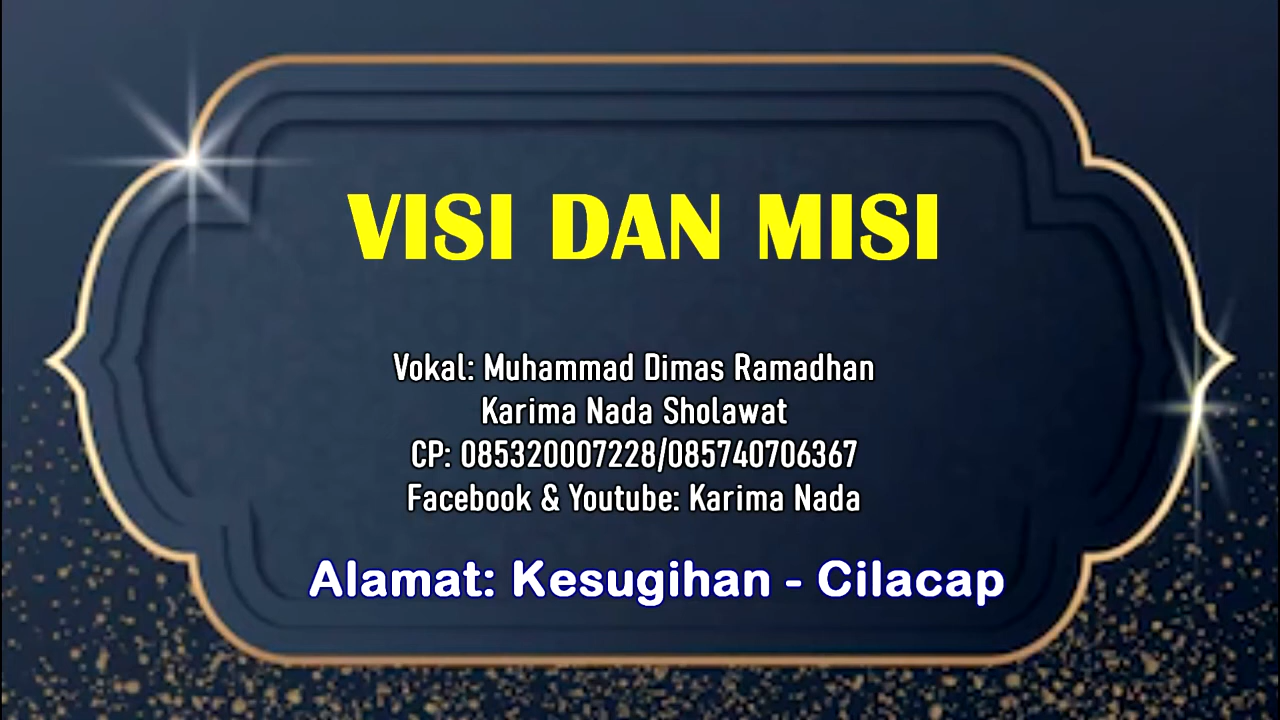 VISI DAN MISI
Vokal: Muhammad Dimas Ramadhan
Karima Nada Sholawat
CP: 085320007228/085740706367
Facebook & Youtube: Karima Nada
Alamat: Kesugihan - Cilacap